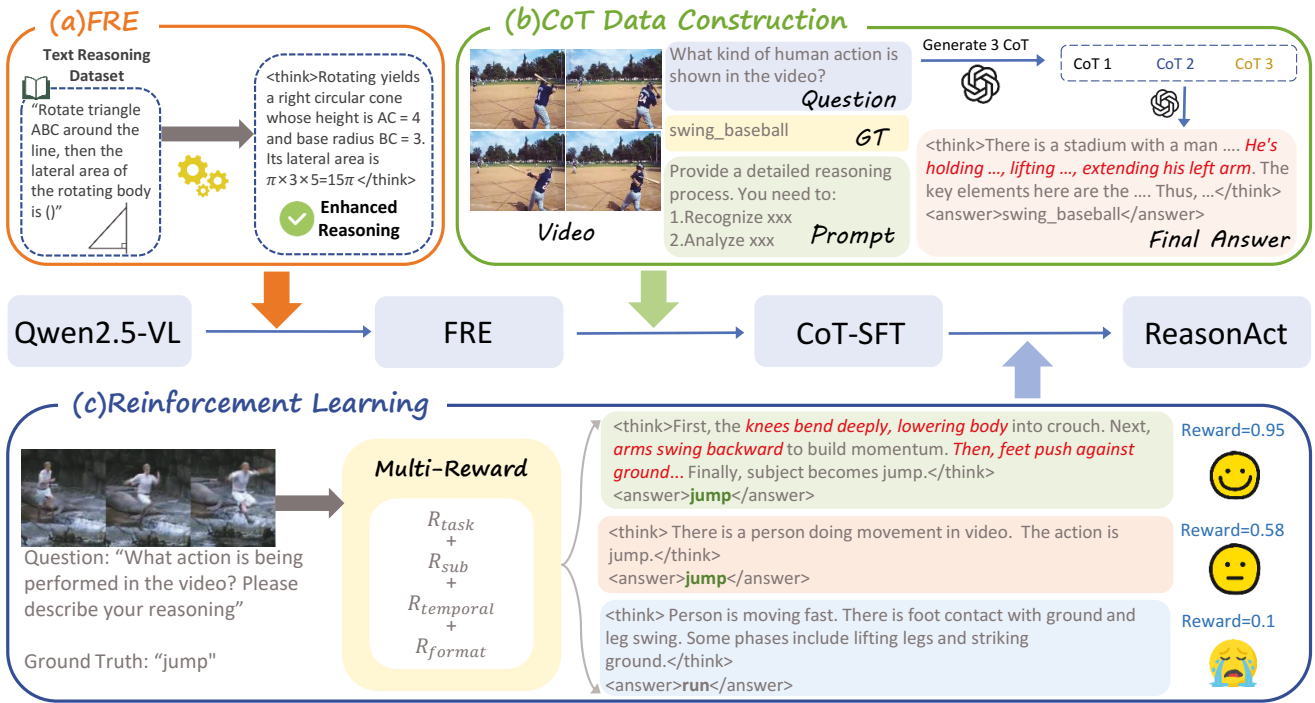 (a)FRE
Text Reasoning
Dataset
“Rotate triangle
ABC around the
line, then the
lateral area of
the rotating body
is ()”
<think>Rotating yields
a right circular cone
whose height is AC = 4
and base radius BC = 3.
Its lateral area is
π×3×5=15π </think>
Enhanced
Reasoning
(b)CoT Data Construction
Video
What kind of human action is
shown in the video?
Question
swing_baseball
GT
Provide a detailed reasoning
process. You need to:
1.Recognize xxx
2.Analyze xxx
Prompt
Generate 3 CoT
CoT 1 CoT 2 CoT 3
<think>There is a stadium with a man .... He's
holding ..., lifting ..., extending his left arm. The
key elements here are the .... Thus, ...</think>
<answer>swing_baseball</answer>
Final Answer
Qwen2.5-VL
FRE
CoT-SFT
ReasonAct
(c)Reinforcement Learning
Question: “What action is being
performed in the video? Please
describe your reasoning”
Ground Truth: “jump"
Multi-Reward
R_task
+
R_sub
+
R_temporal
+
R_format
<think>First, the knees bend deeply, lowering body into crouch. Next,
arms swing backward to build momentum. Then, feet push against
ground... Finally, subject becomes jump.</think>
<answer>jump</answer>
Reward=0.95
<think> There is a person doing movement in video. The action is
jump.</think>
<answer>jump</answer>
Reward=0.58
<think> Person is moving fast. There is foot contact with ground and
leg swing. Some phases include lifting legs and striking
ground.</think>
<answer>run</answer>
Reward=0.1